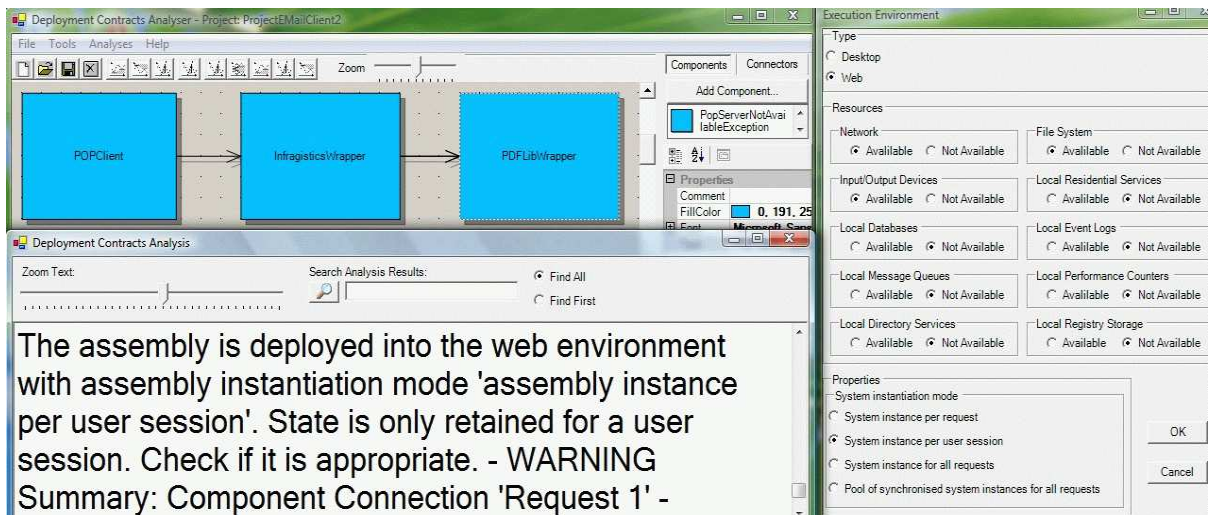 Deployment Contracts Analyser - Project: ProjectEMailClient2
File Tools Analyses Help
Zoom
Components Connectors
Add Component...
PopServerNotAvai
lableException
POPClient
InfragisticsWrapper
PDFLibWrapper
Properties
Comment
FillColor 0, 191, 25
Font Microsoft Sans
Deployment Contracts Analysis
Zoom Text:
Search Analysis Results:
Find All
Find First
The assembly is deployed into the web environment
with assembly instantiation mode 'assembly instance
per user session'. State is only retained for a user
session. Check if it is appropriate. - WARNING
Summary: Component Connection 'Request 1' -
Execution Environment
Type
Desktop
Web
Resources
Network
Avalilable Not Available
File System
Avalilable Not Available
Input/Output Devices
Avalilable Not Available
Local Residential Services
Avalilable Not Available
Local Databases
Avalilable Not Available
Local Event Logs
Avalilable Not Available
Local Message Queues
Avalilable Not Available
Local Performance Counters
Avalilable Not Available
Local Directory Services
Avalilable Not Available
Local Registry Storage
Available Not Available
Properties
System instantiation mode
System instance per request
System instance per user session
System instance for all requests
Pool of synchronised system instances for all requests
OK
Cancel